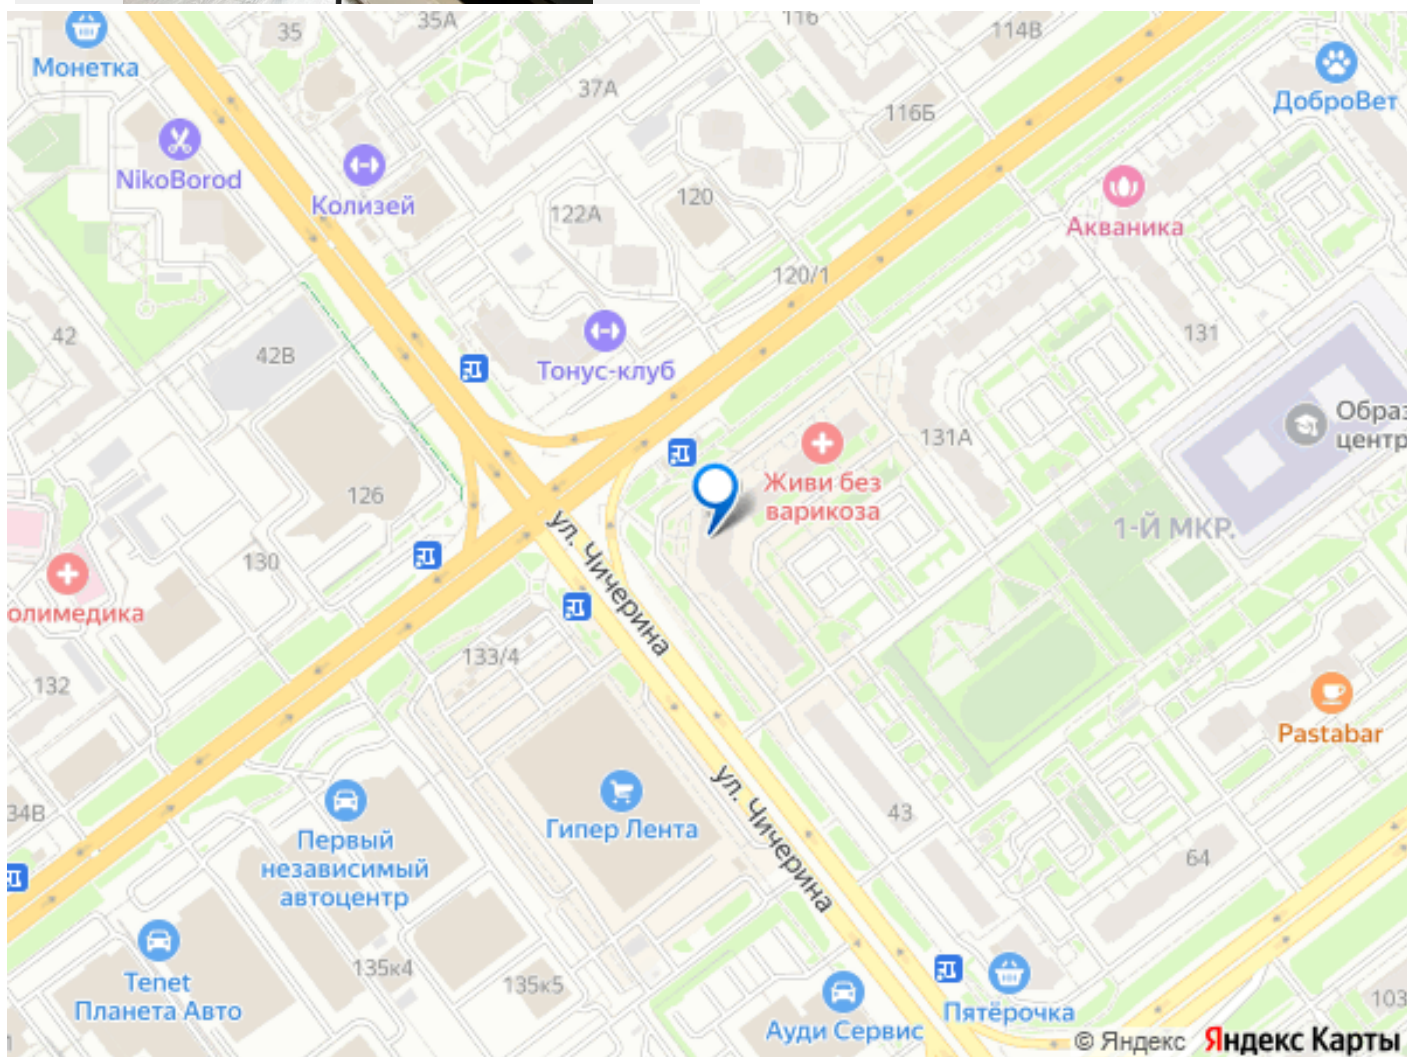 35
35А
116
114В
Монетка
37А
ДоброВет
116Б
NikoBorod
Колизей
120
122А
Акваника
120/1
42
42В
131
Тонус-клуб
Образ
центр
131А
Живи без
варикоза
126
1-Й МКР.
130
ул. Чичерина
олимедика
133/4
132
Pastabar
34В
Гипер Лента
43
Первый
независимый
автоцентр
ул. Чичерина
64
135к4
135к5
Tenet
Планета Авто
Ауди Сервис
Пятёрочка
103
© Яндекс Яндекс Карты